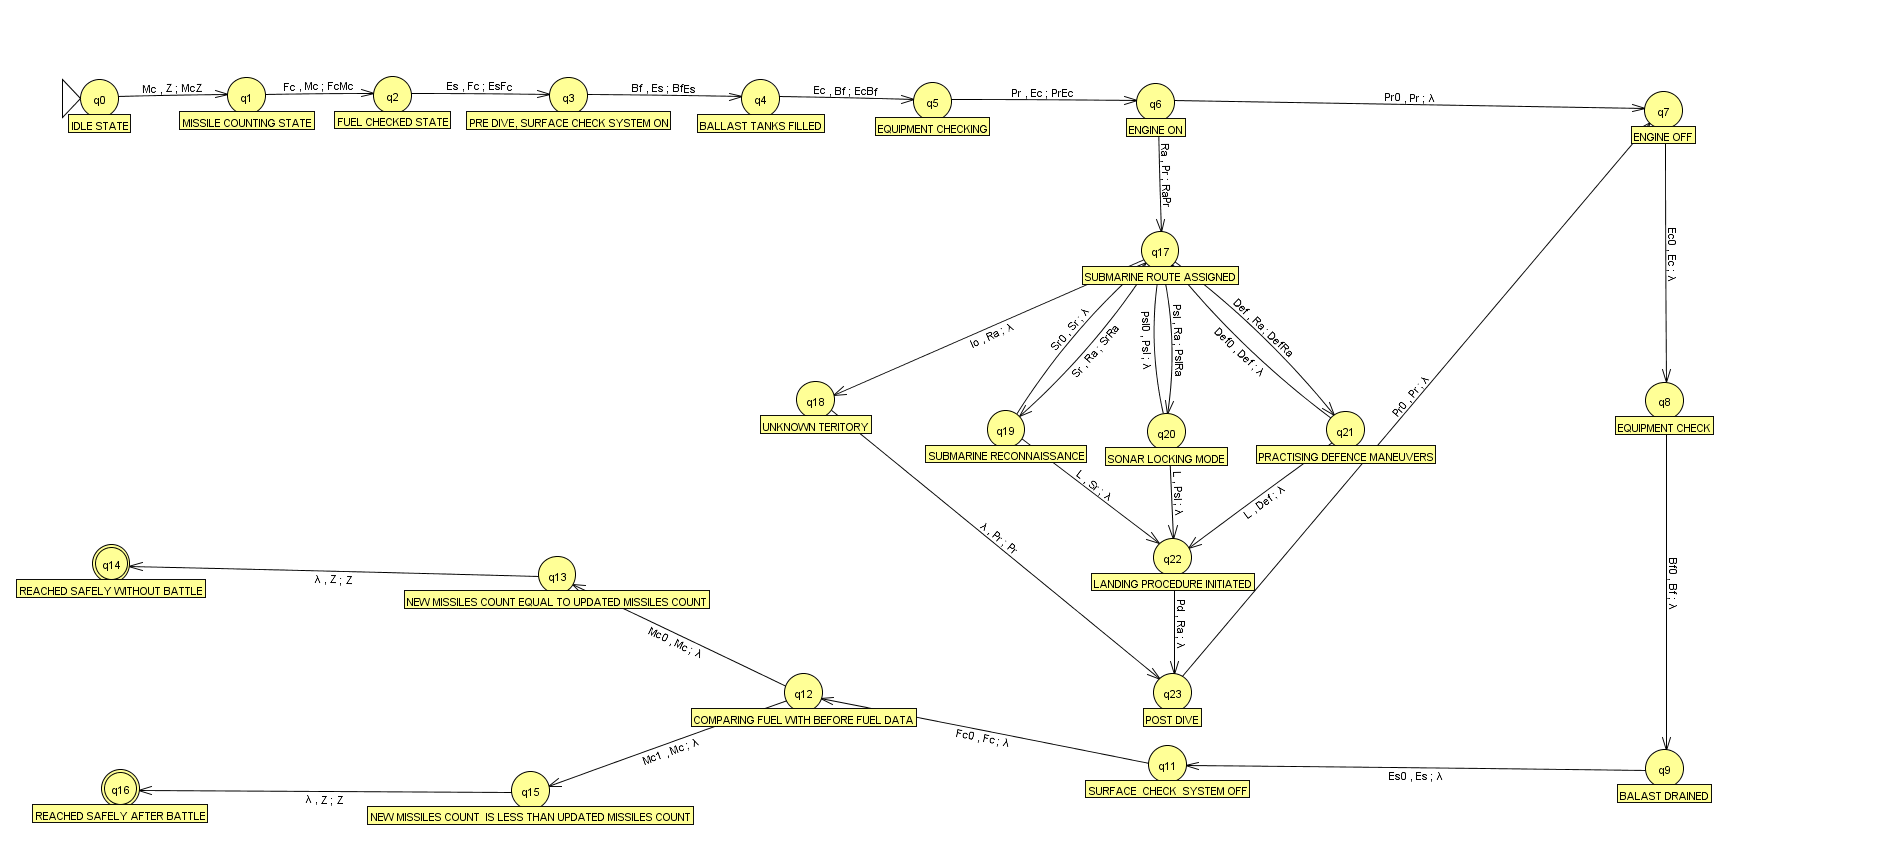 Mc , Z ; McZ
Fc , Mc ; FcMc
Es , Fc ; EsFc
Bf , Es ; BfEs
Ec , Bf ; EcBf
Pr , Ec ; PrEc
Pr0 , Pr ; λ
q0
q1
q2
q3
q4
q5
q6
q7
IDLE STATE
MISSILE COUNTING STATE
FUEL CHECKED STATE
PRE DIVE, SURFACE CHECK SYSTEM ON
BALLAST TANKS FILLED
EQUIPMENT CHECKING
ENGINE ON
ENGINE OFF
Ra , Pr ; RaPr
Ec0 , Ec ; λ
q17
SUBMARINE ROUTE ASSIGNED
Io , Ra ; λ
Sr0 , Sr ; λ
Sr , Ra ; SrRa
Psl0 , Psl ; λ
Psl , Ra ; PslRa
Def0 , Def ; λ
Def , Ra ; DefRa
Pr0 , Pr ; λ
q18
UNKNOWN TERITORY
q19
SUBMARINE RECONNAISSANCE
q20
SONAR LOCKING MODE
q21
PRACTISING DEFENCE MANEUVERS
q8
EQUIPMENT CHECK
L , Sr ; λ
L , Psl ; λ
L , Def ; λ
λ , Pr ; Pr
Bf0 , Bf ; λ
q22
LANDING PROCEDURE INITIATED
Pd , Ra ; λ
q14
REACHED SAFELY WITHOUT BATTLE
λ , Z ; Z
q13
NEW MISSILES COUNT EQUAL TO UPDATED MISSILES COUNT
Mc0 , Mc ; λ
q12
COMPARING FUEL WITH BEFORE FUEL DATA
q23
POST DIVE
Mc1 , Mc ; λ
Fc0 , Fc ; λ
q11
SURFACE  CHECK  SYSTEM OFF
Es0 , Es ; λ
q9
BALAST DRAINED
q16
REACHED SAFELY AFTER BATTLE
λ , Z ; Z
q15
NEW MISSILES COUNT  IS LESS THAN UPDATED MISSILES COUNT